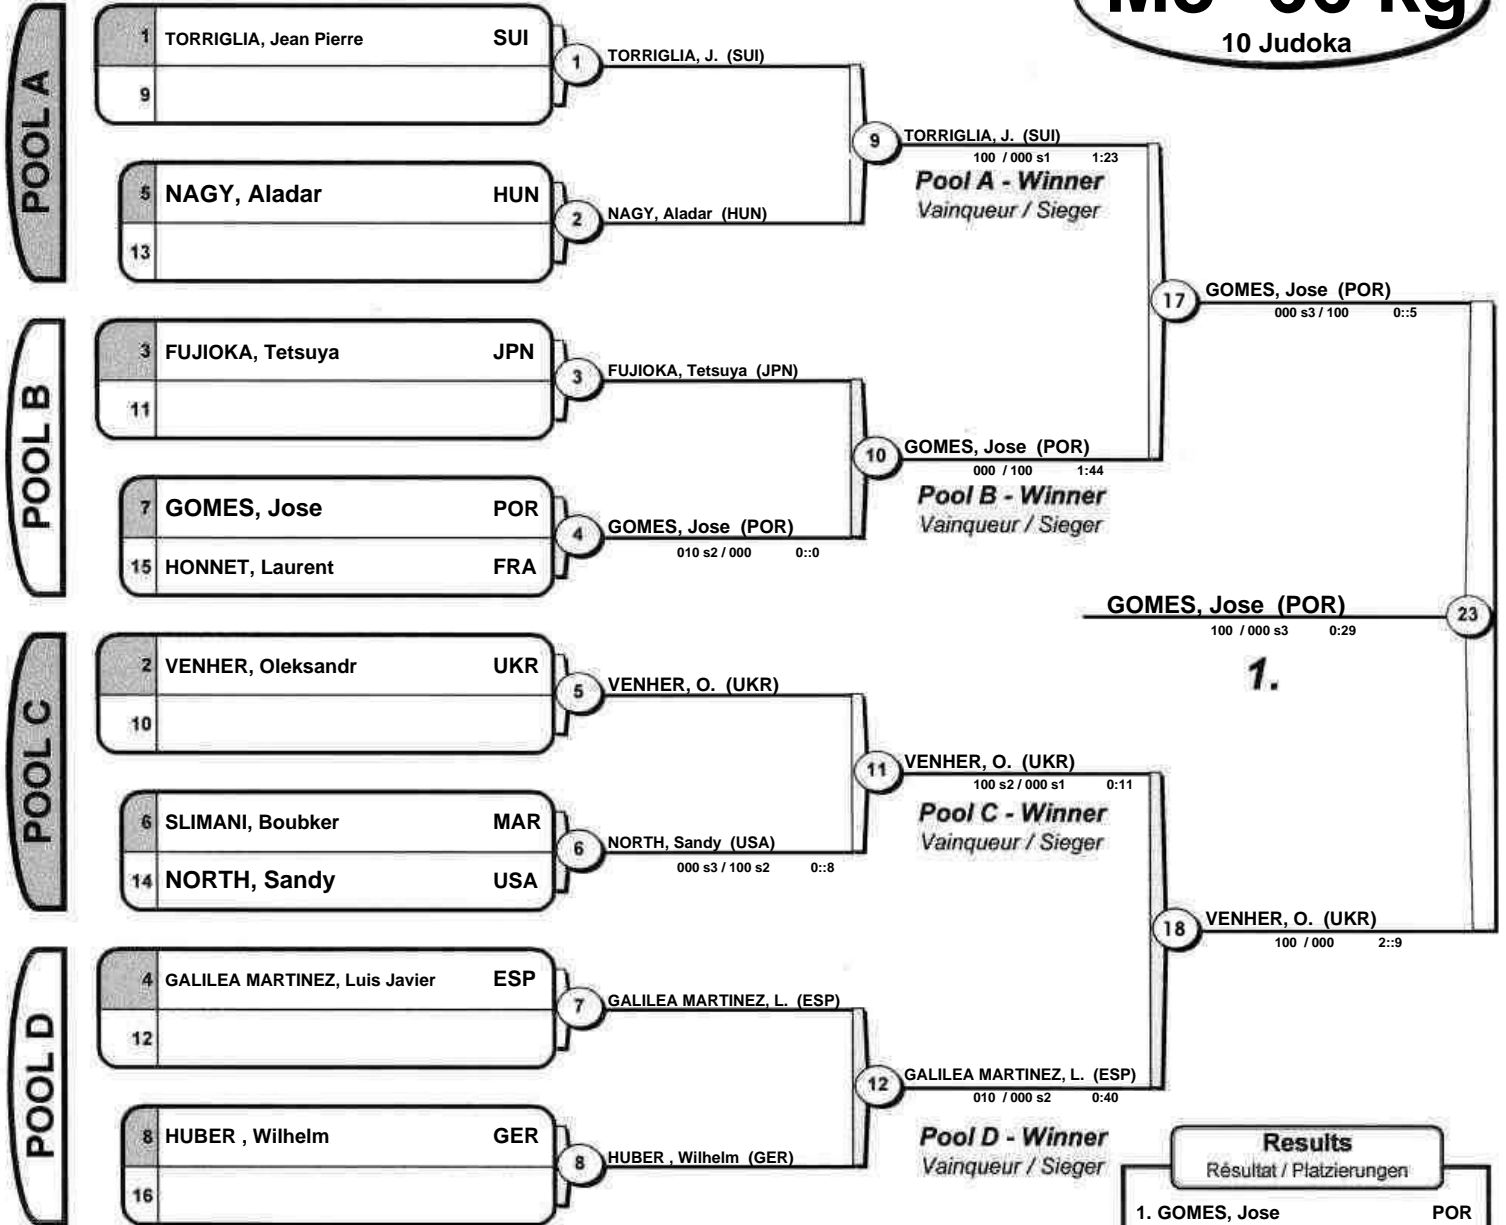 10 Judoka
POOL A
1 TORRIGLIA, Jean Pierre SUI
9
1 TORRIGLIA, J. (SUI)
5 NAGY, Aladar HUN
13
2 NAGY, Aladar (HUN)
9 TORRIGLIA, J. (SUI)
100 / 000 s1 1:23
Pool A - Winner
Vainqueur / Sieger
POOL B
3 FUJIOKA, Tetsuya JPN
11
3 FUJIOKA, Tetsuya (JPN)
7 GOMES, Jose POR
15 HONNET, Laurent FRA
4 GOMES, Jose (POR)
010 s2 / 000 0::0
10 GOMES, Jose (POR)
000 / 100 1:44
Pool B - Winner
Vainqueur / Sieger
17 GOMES, Jose (POR)
000 s3 / 100 0::5
GOMES, Jose (POR) 23
100 / 000 s3 0:29
1.
POOL C
2 VENHER, Oleksandr UKR
10
5 VENHER, O. (UKR)
6 SLIMANI, Boubker MAR
14 NORTH, Sandy USA
6 NORTH, Sandy (USA)
000 s3 / 100 s2 0::8
11 VENHER, O. (UKR)
100 s2 / 000 s1 0:11
Pool C - Winner
Vainqueur / Sieger
18 VENHER, O. (UKR)
100 / 000 2::9
POOL D
4 GALILEA MARTINEZ, Luis Javier ESP
12
7 GALILEA MARTINEZ, L. (ESP)
8 HUBER , Wilhelm GER
16
8 HUBER , Wilhelm (GER)
12 GALILEA MARTINEZ, L. (ESP)
010 / 000 s2 0:40
Pool D - Winner
Vainqueur / Sieger
Results
Résultat / Platzierungen
1. GOMES, Jose POR